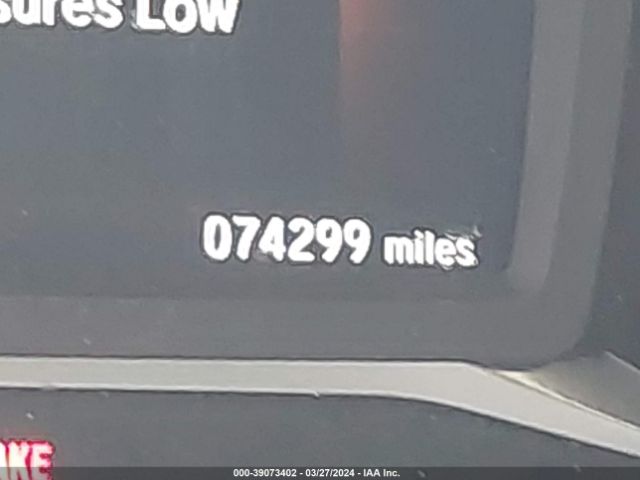 sures Low
074299 miles
AKE
000-39073402 - 03/27/2024 - IAA Inc.